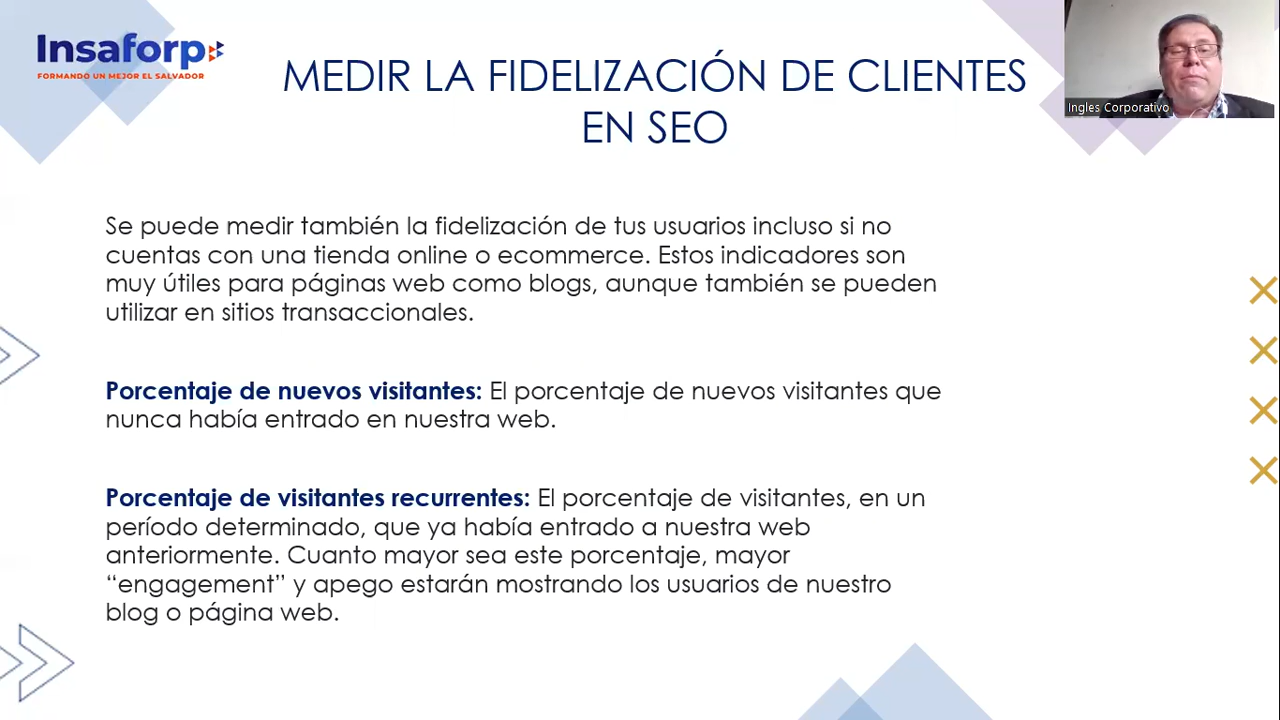 Insaforp
FORMANDO UN MEJOR EL SALVADOR
MEDIR LA FIDELIZACIÓN DE CLIENTES
EN SEO
Ingles Corporativo
Se puede medir también la fidelización de tus usuarios incluso si no
cuentas con una tienda online o ecommerce. Estos indicadores son
muy útiles para páginas web como blogs, aunque también se pueden
utilizar en sitios transaccionales.
Porcentaje de nuevos visitantes: El porcentaje de nuevos visitantes que
nunca había entrado en nuestra web.
Porcentaje de visitantes recurrentes: El porcentaje de visitantes, en un
período determinado, que ya había entrado a nuestra web
anteriormente. Cuanto mayor sea este porcentaje, mayor
“engagement” y apego estarán mostrando los usuarios de nuestro
blog o página web.